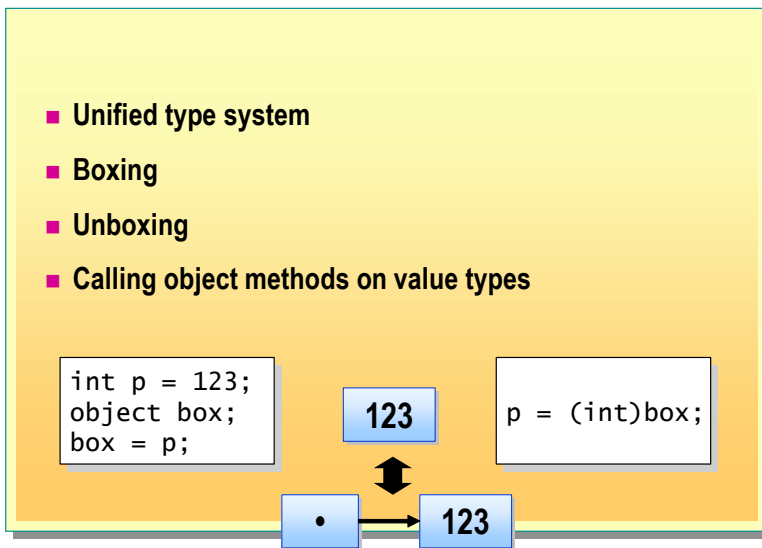 Unified type system
Boxing
Unboxing
Calling object methods on value types
int p = 123;
object box;
box = p;
123
p = (int)box;
123